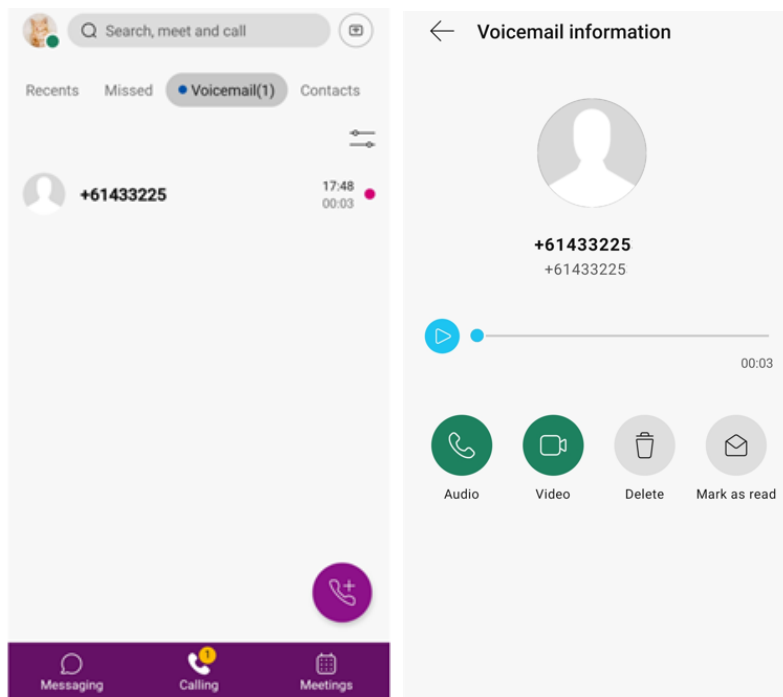 Search, meet and call
Recents Missed Voicemail(1) Contacts
+61433225
17:48
00:03
1
Messaging Calling Meetings
Voicemail information
+61433225
+61433225
00:03
Audio Video Delete Mark as read